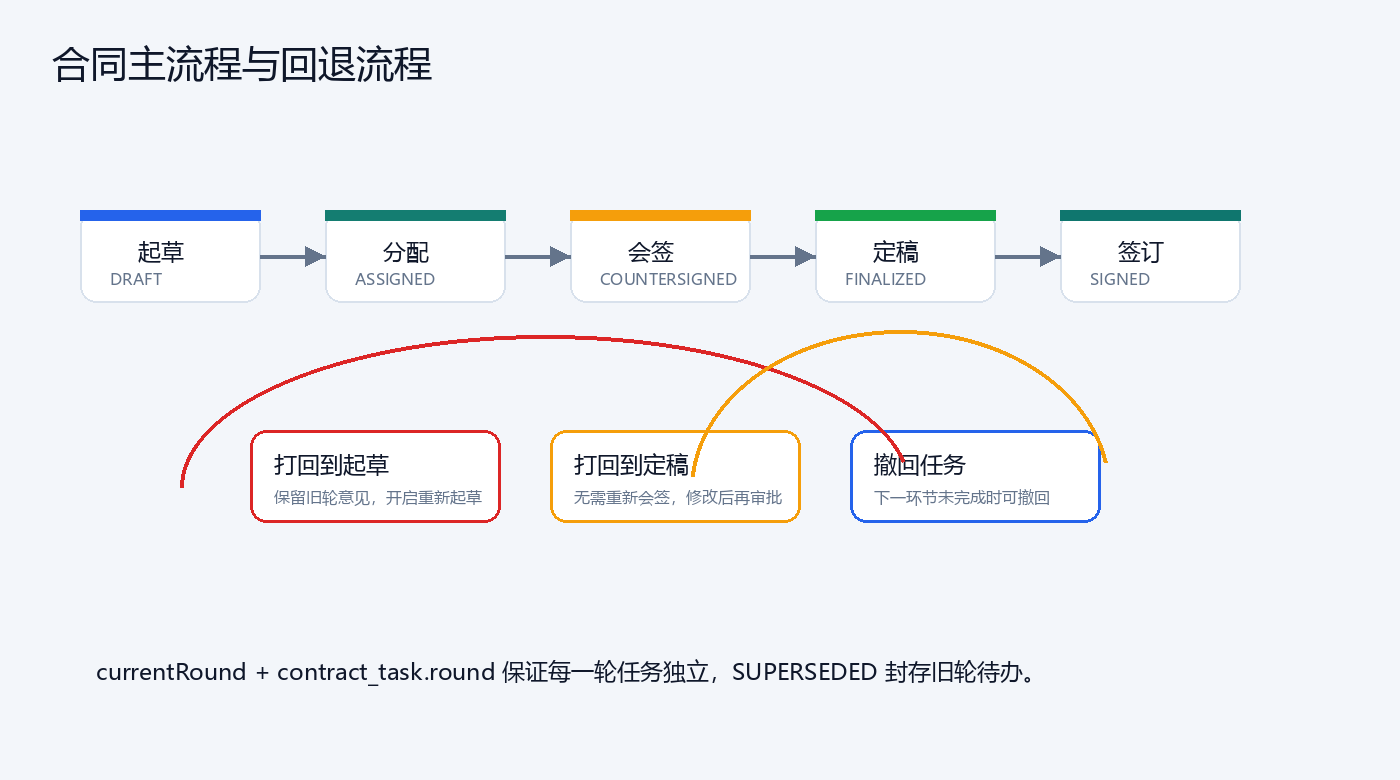 合同主流程与回退流程
起草
DRAFT
分配
ASSIGNED
会签
COUNTERSIGNED
定稿
FINALIZED
签订
SIGNED
打回到起草
保留旧轮意见，开启重新起草
打回到定稿
无需重新会签，修改后再审批
撤回任务
下一环节未完成时可撤回
currentRound + contract_task.round 保证每一轮任务独立，SUPERSEDED 封存旧轮待办。